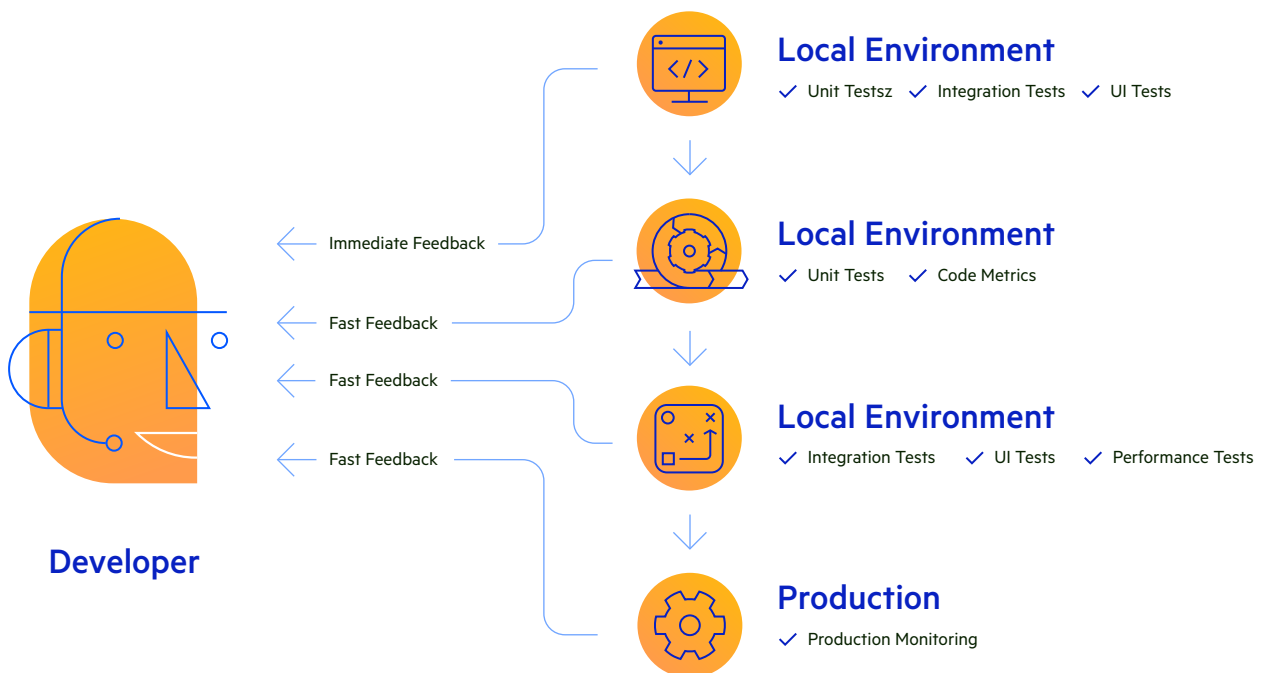 Local Environment
Unit Testsz Integration Tests UI Tests
Immediate Feedback
Local Environment
Unit Tests Code Metrics
Fast Feedback
Fast Feedback
Local Environment
Integration Tests UI Tests Performance Tests
Fast Feedback
Developer
Production
Production Monitoring